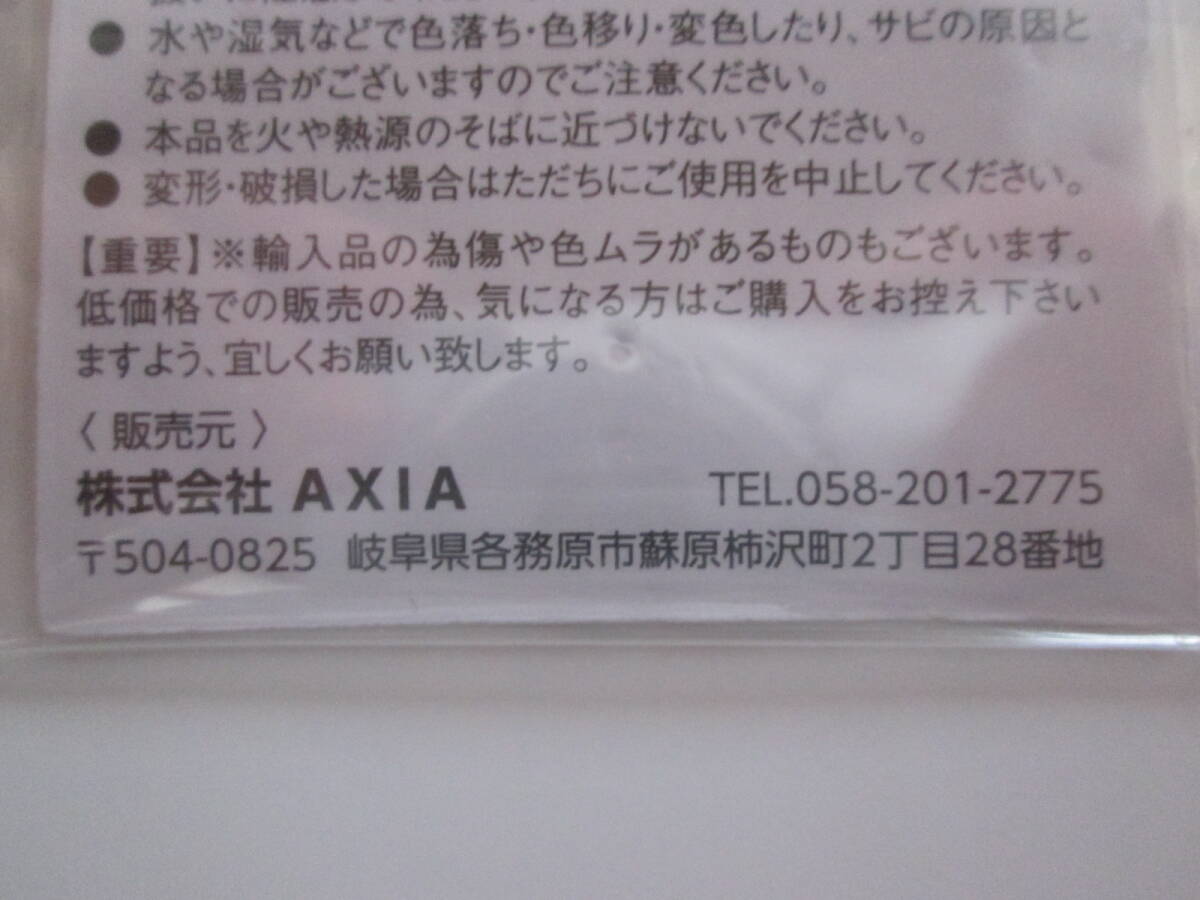 ● 水や湿気などで色落ち・色移り・変色したり、サビの原因と
なる場合がございますのでご注意ください。
● 本品を火や熱源のそばに近づけないでください。
● 変形・破損した場合はただちにご使用を中止してください。
【重要】※輸入品の為傷や色ムラがあるものもございます。
低価格での販売の為、気になる方はご購入をお控え下さい
ますよう、宜しくお願い致します。
〈 販売元 〉
株式会社 AXIA TEL.058-201-2775
〒504-0825 岐阜県各務原市蘇原柿沢町2丁目28番地